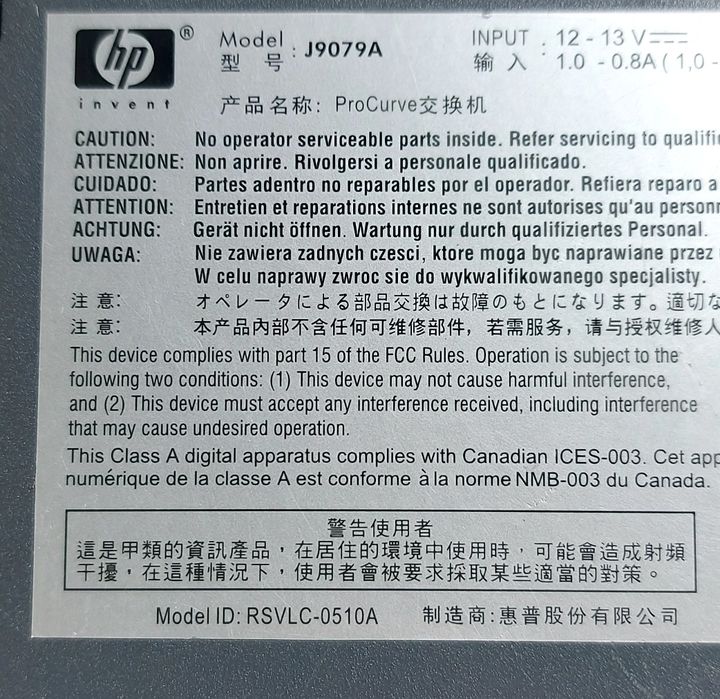 hp ®
invent
Model
型 号 : J9079A
INPUT
输 入 : 12 - 13 V
1.0 - 0.8A ( 1,0 -
产品名称: ProCurve交换机
CAUTION: No operator serviceable parts inside. Refer servicing to
ATTENZIONE: Non aprire. Rivolgersi a personale qualificado.
CUIDADO: Partes adentro no reparables por el operador. Refiera reparo a
ATTENTION: Entretien et reparations internes ne sont autorises qu'au
ACHTUNG: Gerät nicht öffnen. Wartung nur durch qualifiziertes Personal.
UWAGA: Nie zawiera zadnych czesci, ktore moga byc naprawiane przez
W celu naprawy zwroc sie do wykwalifikowanego specjalisty.
注 意: オペレータによる部品交換は故障のもとになります。適切な
注 意: 本产品内部不含任何可维修部件，若需服务，请与授权维修人
This device complies with part 15 of the FCC Rules. Operation is subject to the
following two conditions: (1) This device may not cause harmful interference,
and (2) This device must accept any interference received, including interference
that may cause undesired operation.
This Class A digital apparatus complies with Canadian ICES-003. Cet
numérique de la classe A est conforme à la norme NMB-003 du Canada.
警告使用者
這是甲類的資訊產品，在居住的環境中使用時，可能會造成射頻
干擾，在這種情況下，使用者會被要求採取某些適當的對策。
Model ID: RSVLC-0510A 制造商:惠普股份有限公司